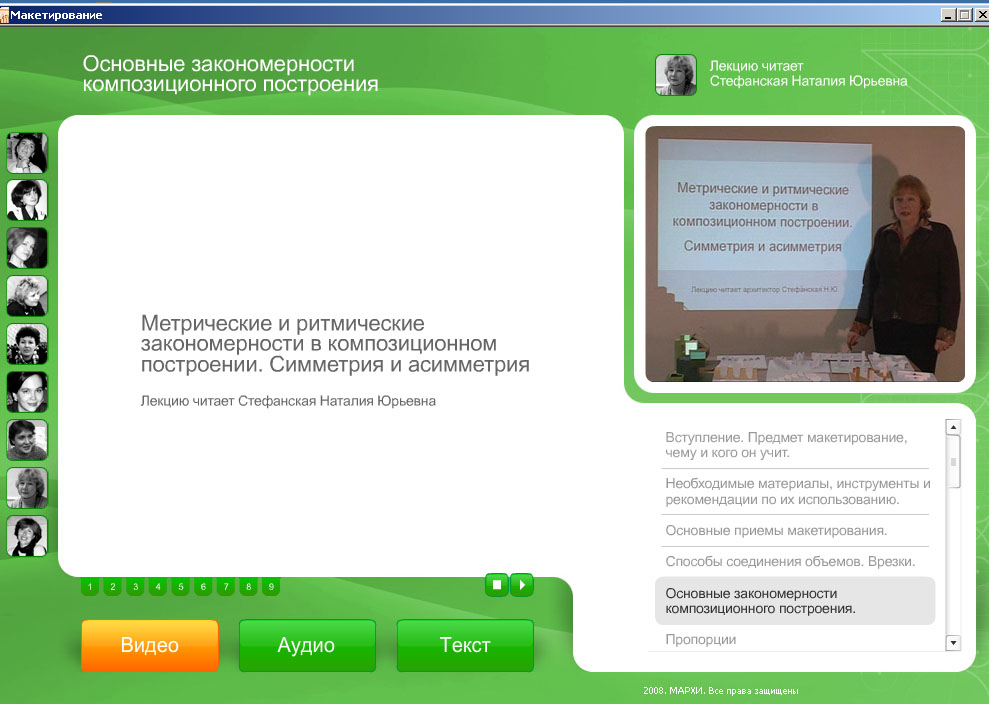 Макетирование
Основные закономерности
композиционного построения
Лекцию читает
Стефанская Наталия Юрьевна
Метрические и ритмические
закономерности в композиционном
построении. Симметрия и асимметрия
Лекцию читает Стефанская Наталия Юрьевна
Метрические и ритмические
закономерности в
композиционном построении.
Симметрия и асимметрия
Лекцию читает архитектор Стефанская Н.Ю.
Вступление. Предмет макетирование,
чему и кого он учит.
Необходимые материалы, инструменты и
рекомендации по их использованию.
Основные приемы макетирования.
Способы соединения объемов. Врезки.
Основные закономерности
композиционного построения.
Пропорции
1 2 3 4 5 6 7 8 9
Видео Аудио Текст
2008. МАРХИ. Все права защищены